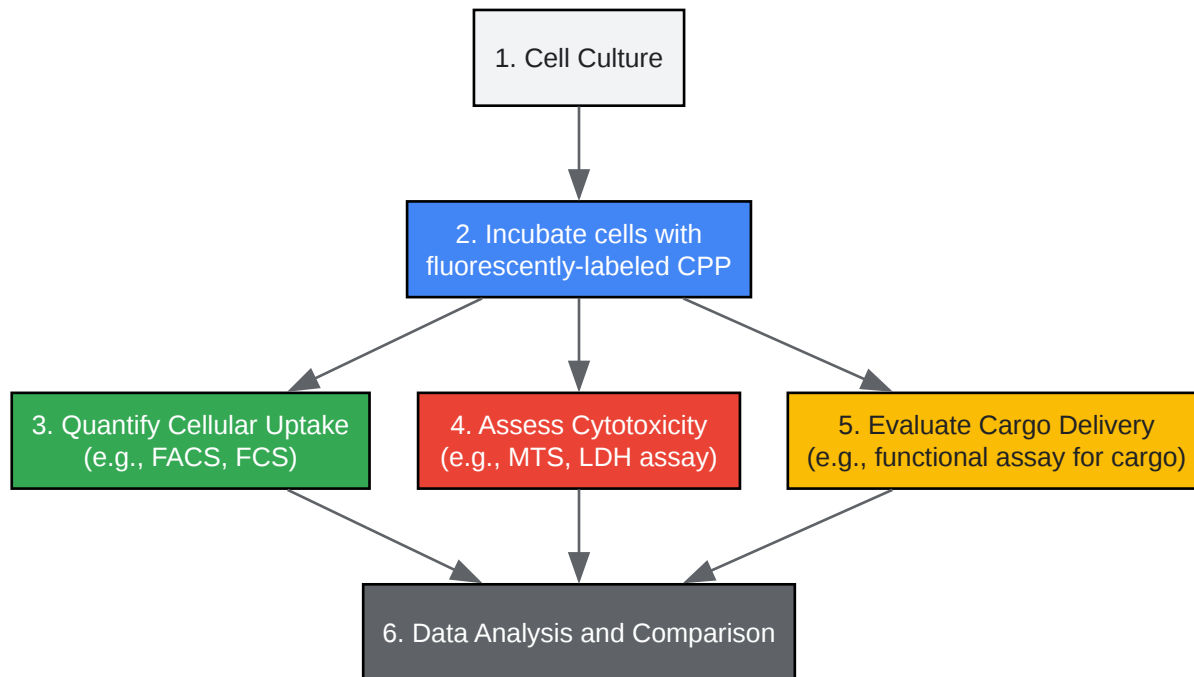 1. Cell Culture
2. Incubate cells with
fluorescently-labeled CPP
3. Quantify Cellular Uptake
(e.g., FACS, FCS)
4. Assess Cytotoxicity
(e.g., MTS, LDH assay)
5. Evaluate Cargo Delivery
(e.g., functional assay for cargo)
6. Data Analysis and Comparison